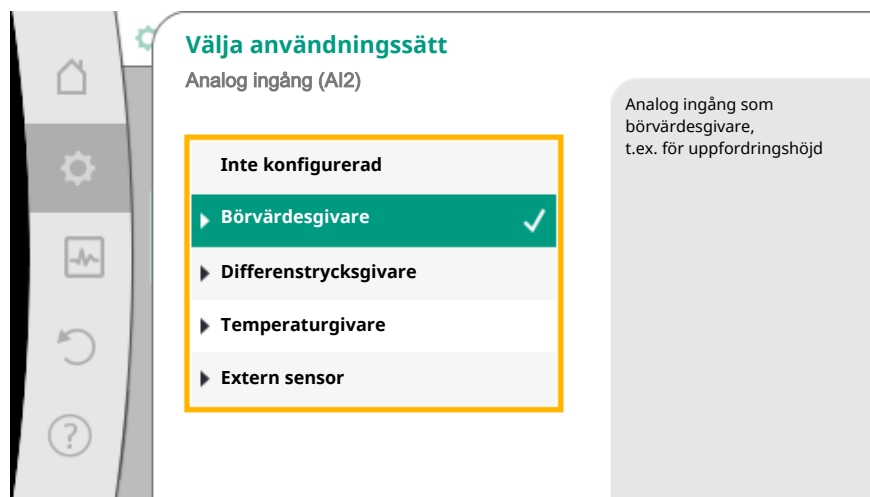 Välja användningssätt
Analog ingång (AI2)
Inte konfigurerad
Börvärdesgivare
Differenstrycksgivare
Temperaturgivare
Extern sensor
Analog ingång som
börvärdesgivare,
t.ex. för uppfordringshöjd
?